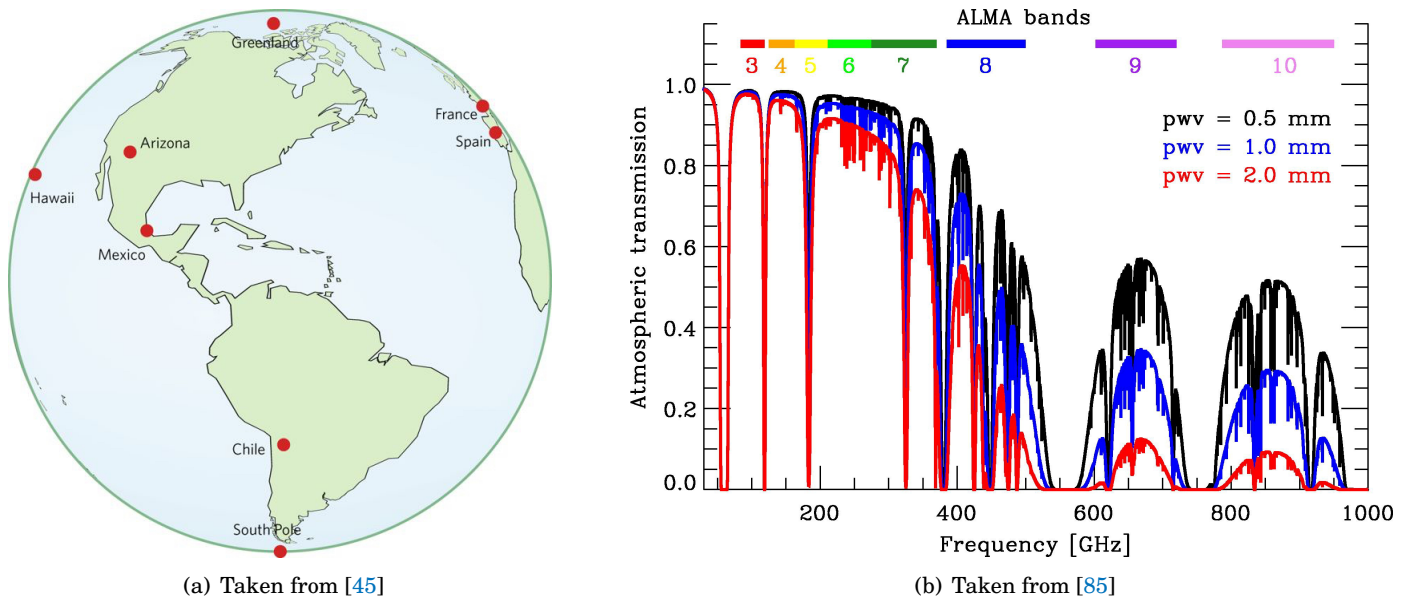 Greenland
France
Spain
Arizona
Hawaii
Mexico
Chile
South Pole
(a) Taken from [45]
ALMA bands
3 4 5 6 7 8 9 10
1.0
0.8
0.6
0.4
0.2
0.0
Atmospheric transmission
pwv = 0.5 mm
pwv = 1.0 mm
pwv = 2.0 mm
200 400 600 800 1000
Frequency [GHz]
(b) Taken from [85]